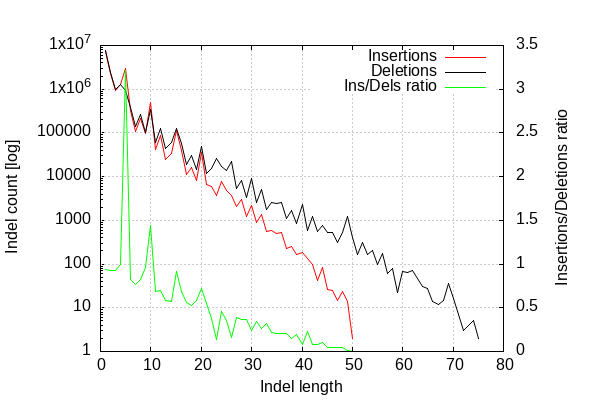 1x10^7 3.5
Insertions
Deletions
1x10^6 Ins/Dels ratio 3
100000 2.5
10000 2
1000 1.5
100 1
10 0.5
1 0
0 10 20 30 40 50 60 70 80
Indel length
Indel count [log]
Insertions/Deletions ratio